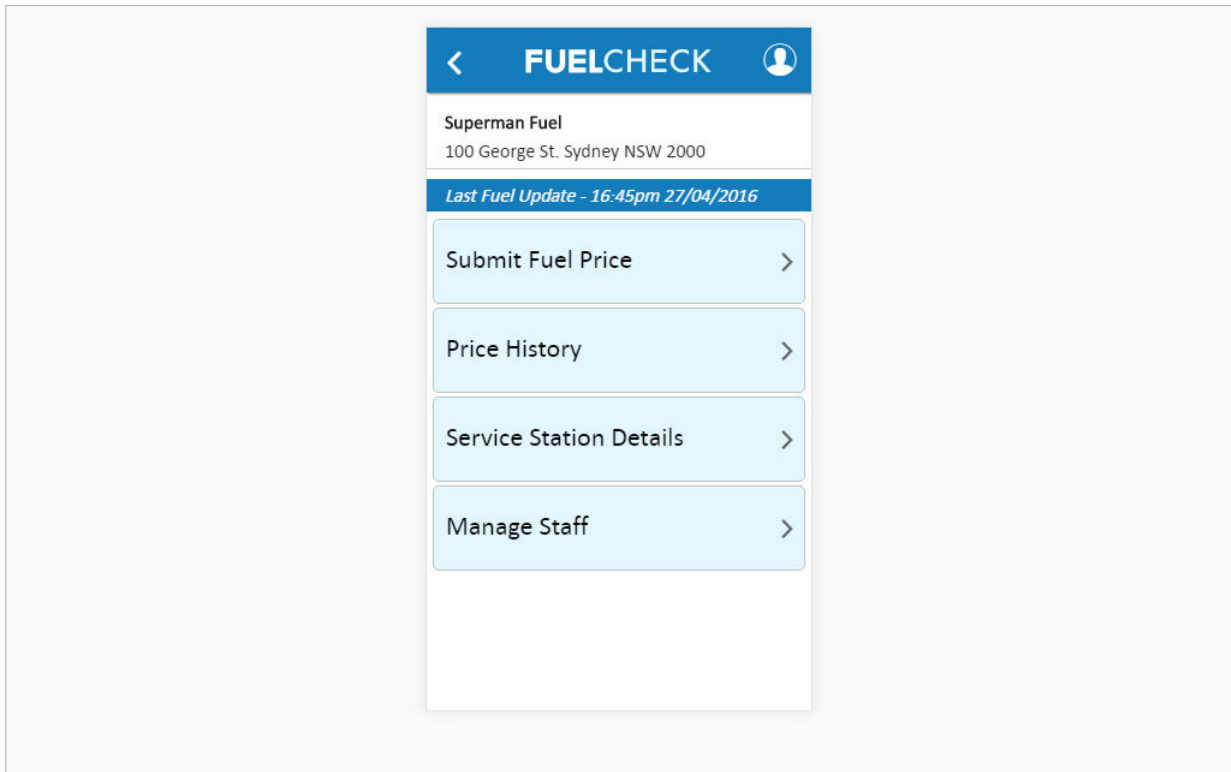 FUELCHECK
Superman Fuel
100 George St. Sydney NSW 2000
Last Fuel Update - 16:45pm 27/04/2016
Submit Fuel Price
Price History
Service Station Details
Manage Staff